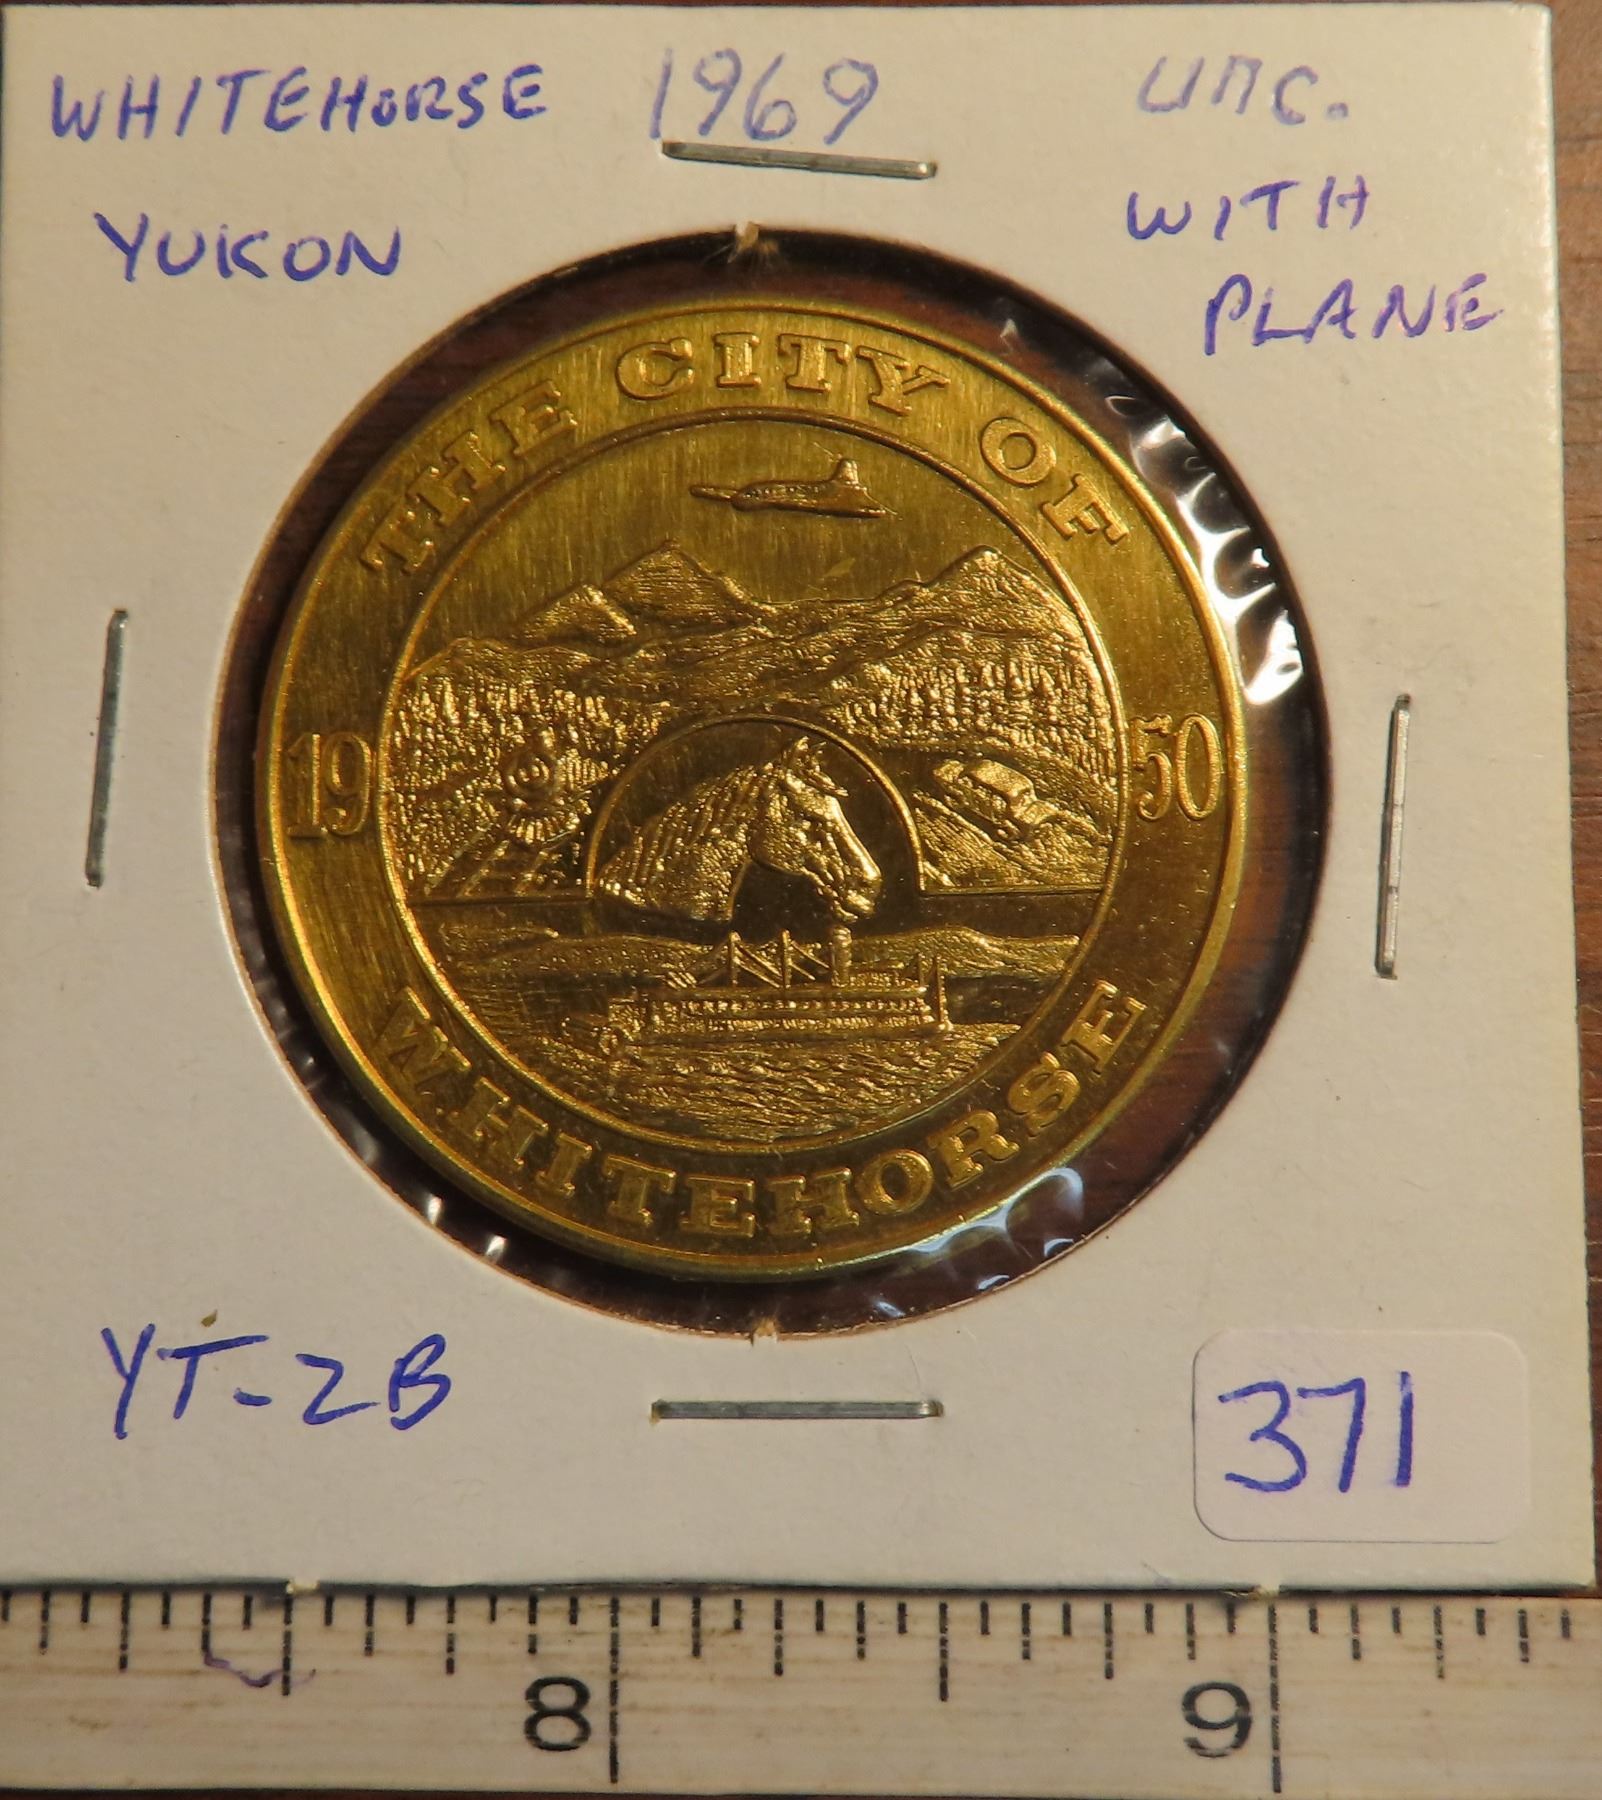 WHITEHORSE 1969 UNC.
YUKON
WITH
PLANE
THE CITY OF
19 50
WHITEHORSE
YT-2B
371
8 9